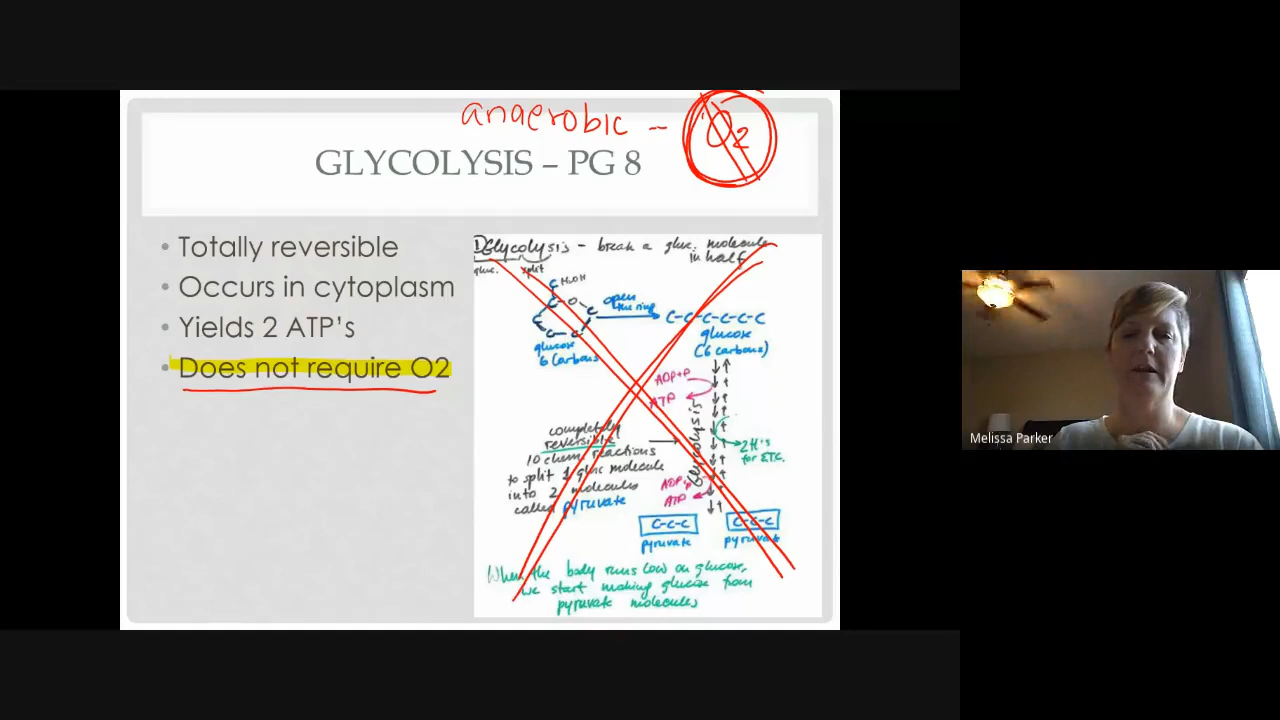 anaerobic - O2
GLYCOLYSIS – PG 8
• Totally reversible
• Occurs in cytoplasm
• Yields 2 ATP's
• Does not require O2
Glycolysis - break a gluc. molecule
in half
gluc. split
CH2OH
C O C
C C C
glucose
6 carbons
open
the ring
C-C-C-C-C-C
glucose
(6 carbons)
ADP+P
ATP
Glycolysis
2H's
for ETC.
completely
reversible
10 chem. reactions
to split 1 gluc molecule
into 2 molecules
called pyruvate
ADP+P
ATP
C-C-C
C-C-C
pyruvate
pyruvate
When the body runs low on glucose,
we start making glucose from
pyruvate molecules
Melissa Parker